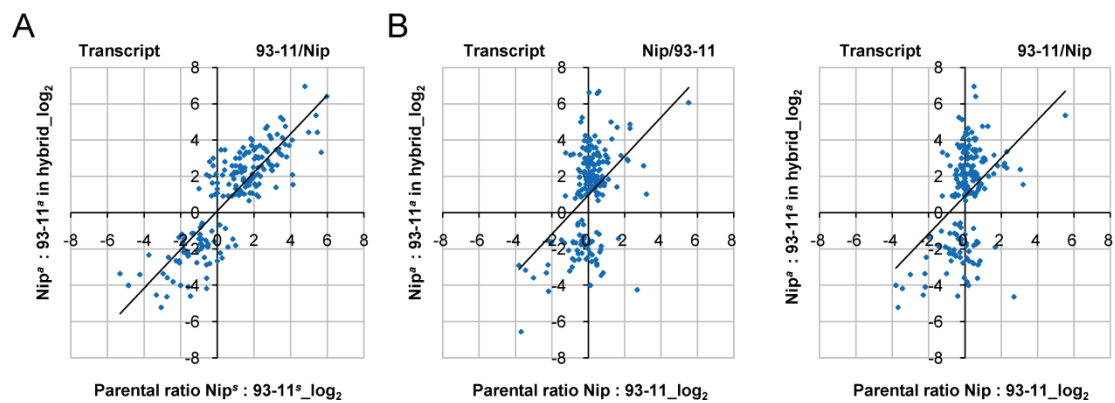 A
B
Transcript 93-11/Nip
Transcript Nip/93-11
Transcript 93-11/Nip
Nipᵃ : 93-11ᵃ in hybrid_log₂
8
6
4
2
0
-2
-4
-6
-8
-8 -6 -4 -2 0 2 4 6 8
Parental ratio Nipˢ : 93-11ˢ_log₂
Nipᵃ : 93-11ᵃ in hybrid_log₂
8
6
4
2
0
-2
-4
-6
-8
-8 -6 -4 -2 0 2 4 6 8
Parental ratio Nip : 93-11_log₂
Nipᵃ : 93-11ᵃ in hybrid_log₂
8
6
4
2
0
-2
-4
-6
-8
-8 -6 -4 -2 0 2 4 6 8
Parental ratio Nip : 93-11_log₂